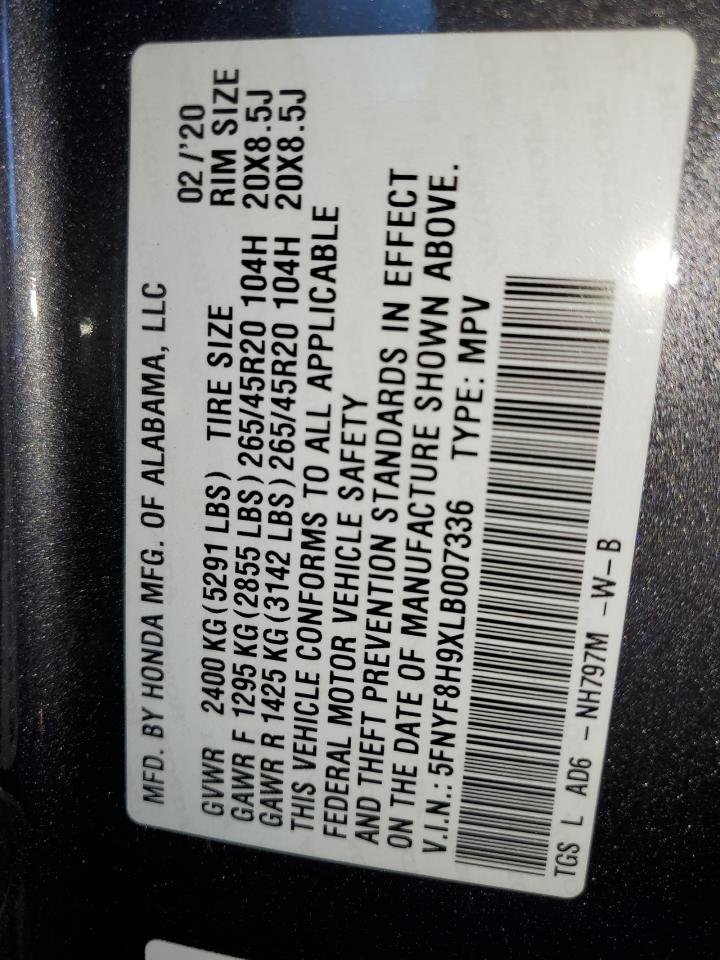 MFD. BY HONDA MFG. OF ALABAMA, LLC 02/'20
GVWR 2400 KG (5291 LBS) TIRE SIZE RIM SIZE
GAWR F 1295 KG (2855 LBS) 265/45R20 104H 20X8.5J
GAWR R 1425 KG (3142 LBS) 265/45R20 104H 20X8.5J
THIS VEHICLE CONFORMS TO ALL APPLICABLE
FEDERAL MOTOR VEHICLE SAFETY
AND THEFT PREVENTION STANDARDS IN EFFECT
ON THE DATE OF MANUFACTURE SHOWN ABOVE.
V.I.N.: 5FNYF8H9XLB007336 TYPE: MPV
TGS L AD6 - NH797M -W-B